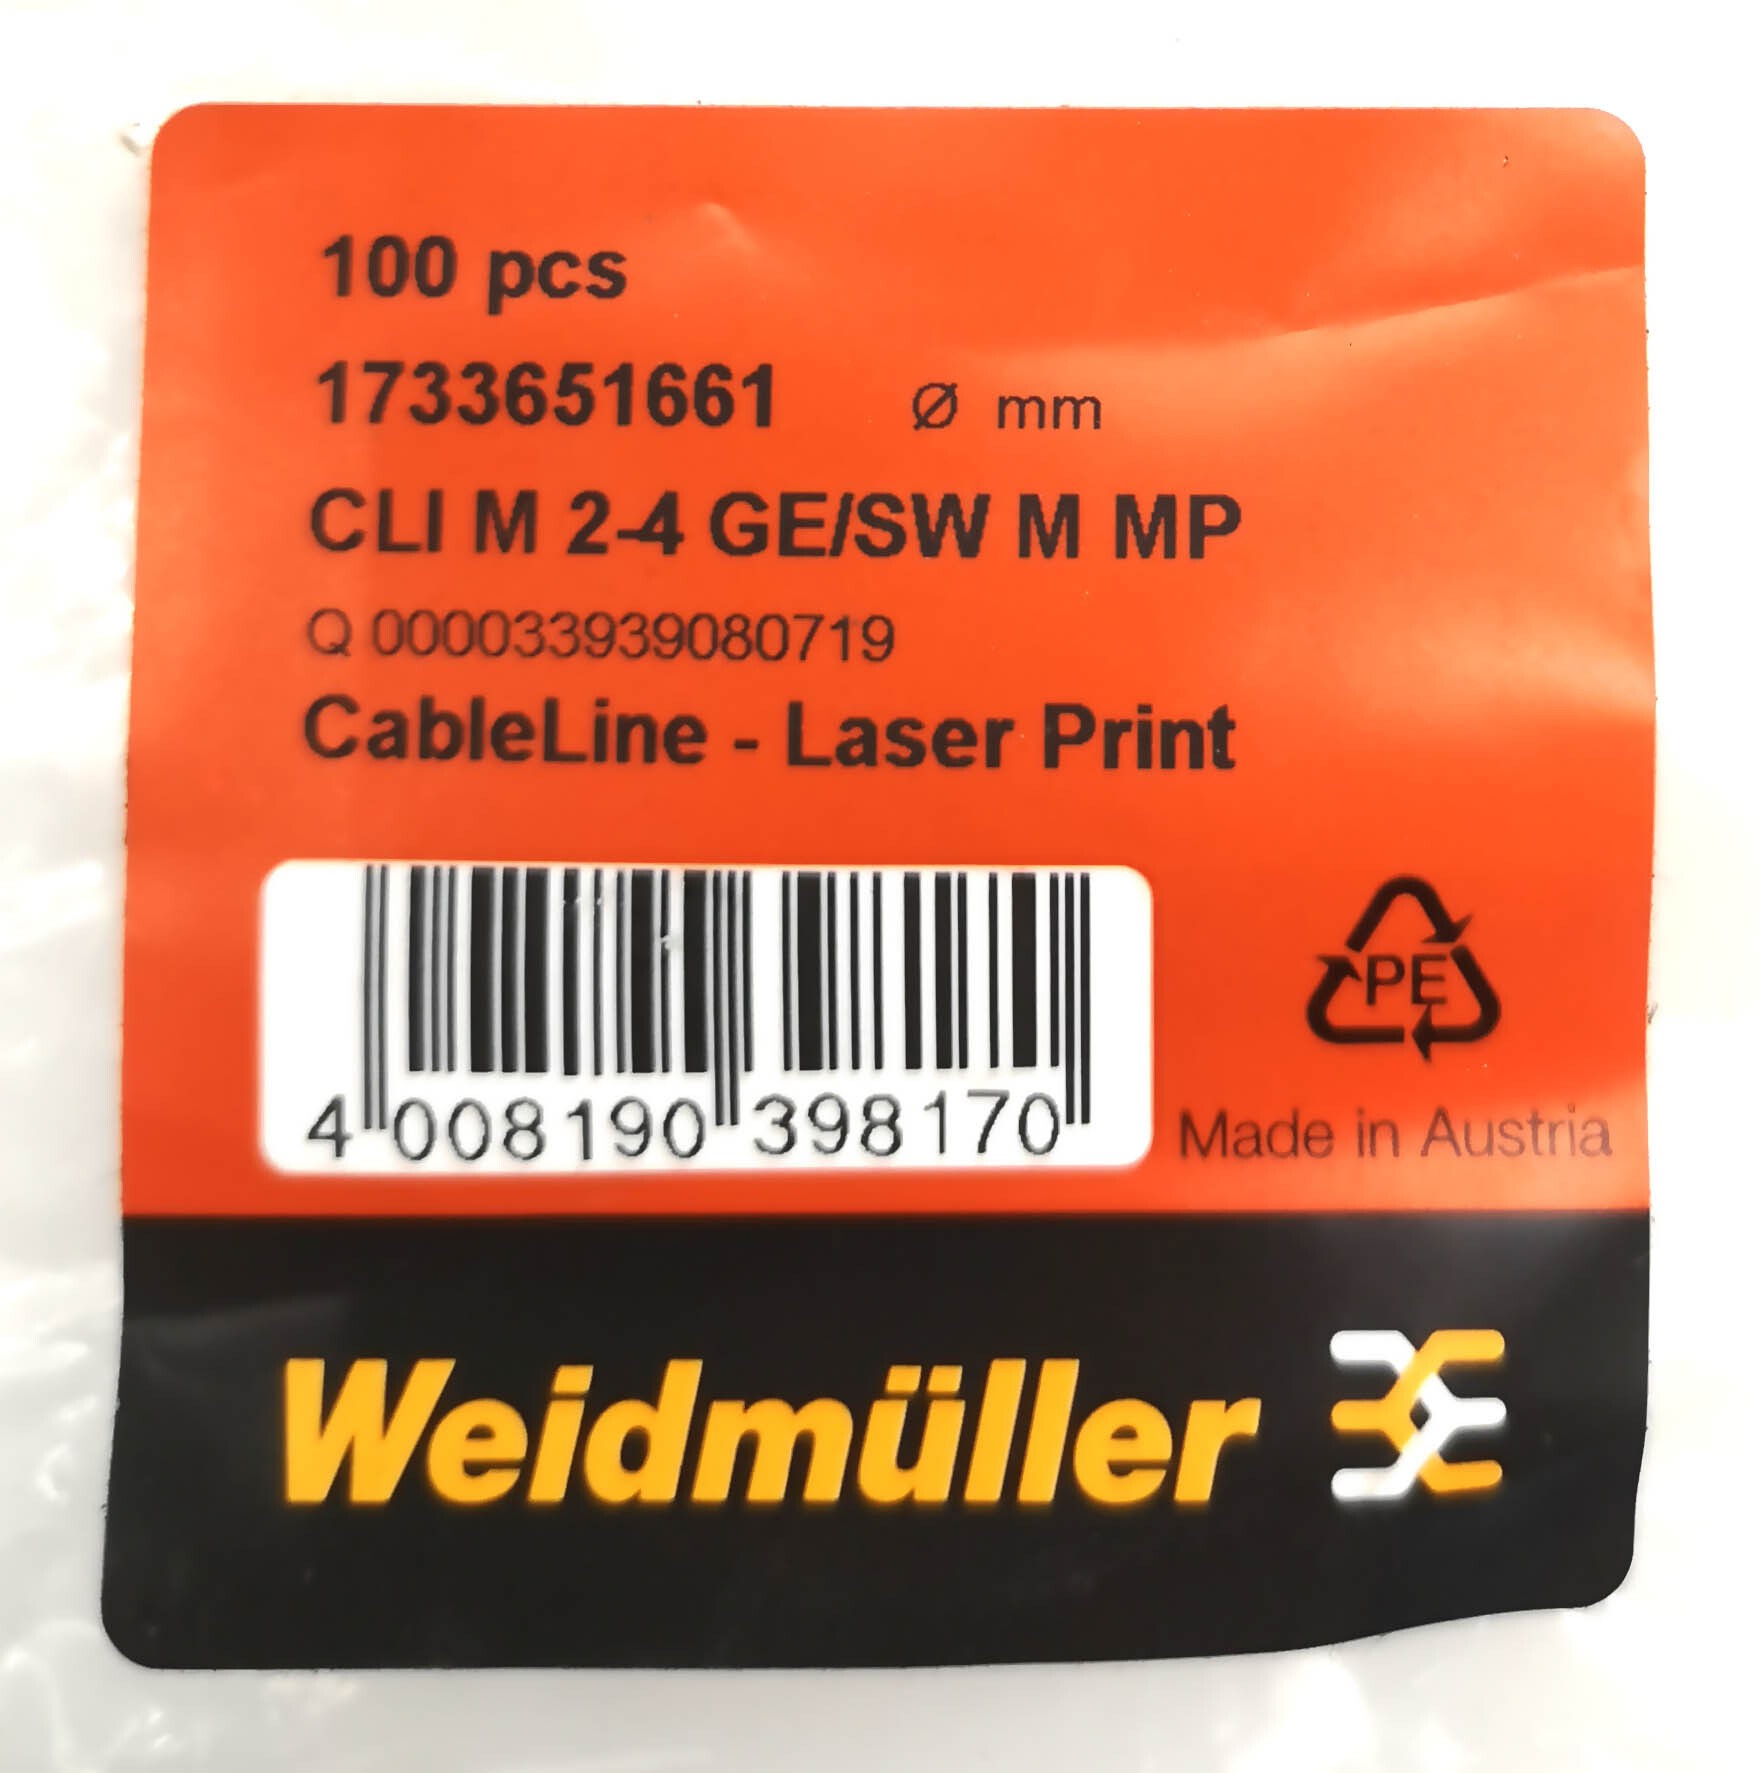 100 pcs
1733651661 Ø mm
CLI M 2-4 GE/SW M MP
Q 0000033939080719
CableLine - Laser Print
PE
4 008190 398170
Made in Austria
Weidmüller